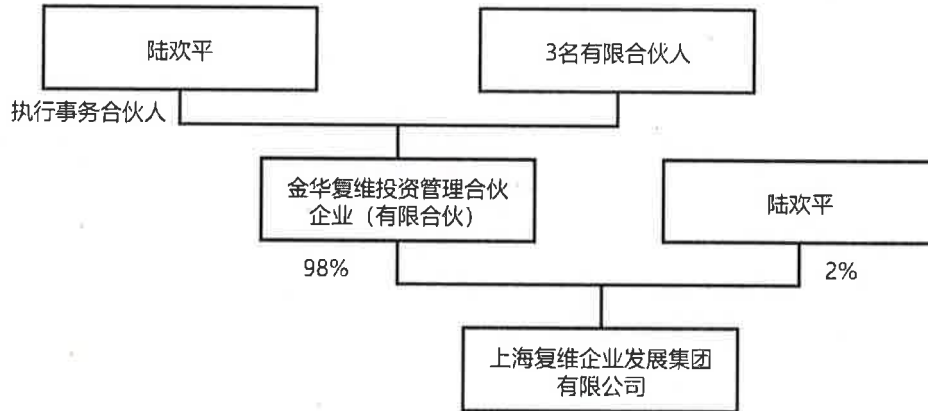 陆欢平
3名有限合伙人
执行事务合伙人
金华复维投资管理合伙
企业（有限合伙）
陆欢平
98%
2%
上海复维企业发展集团
有限公司